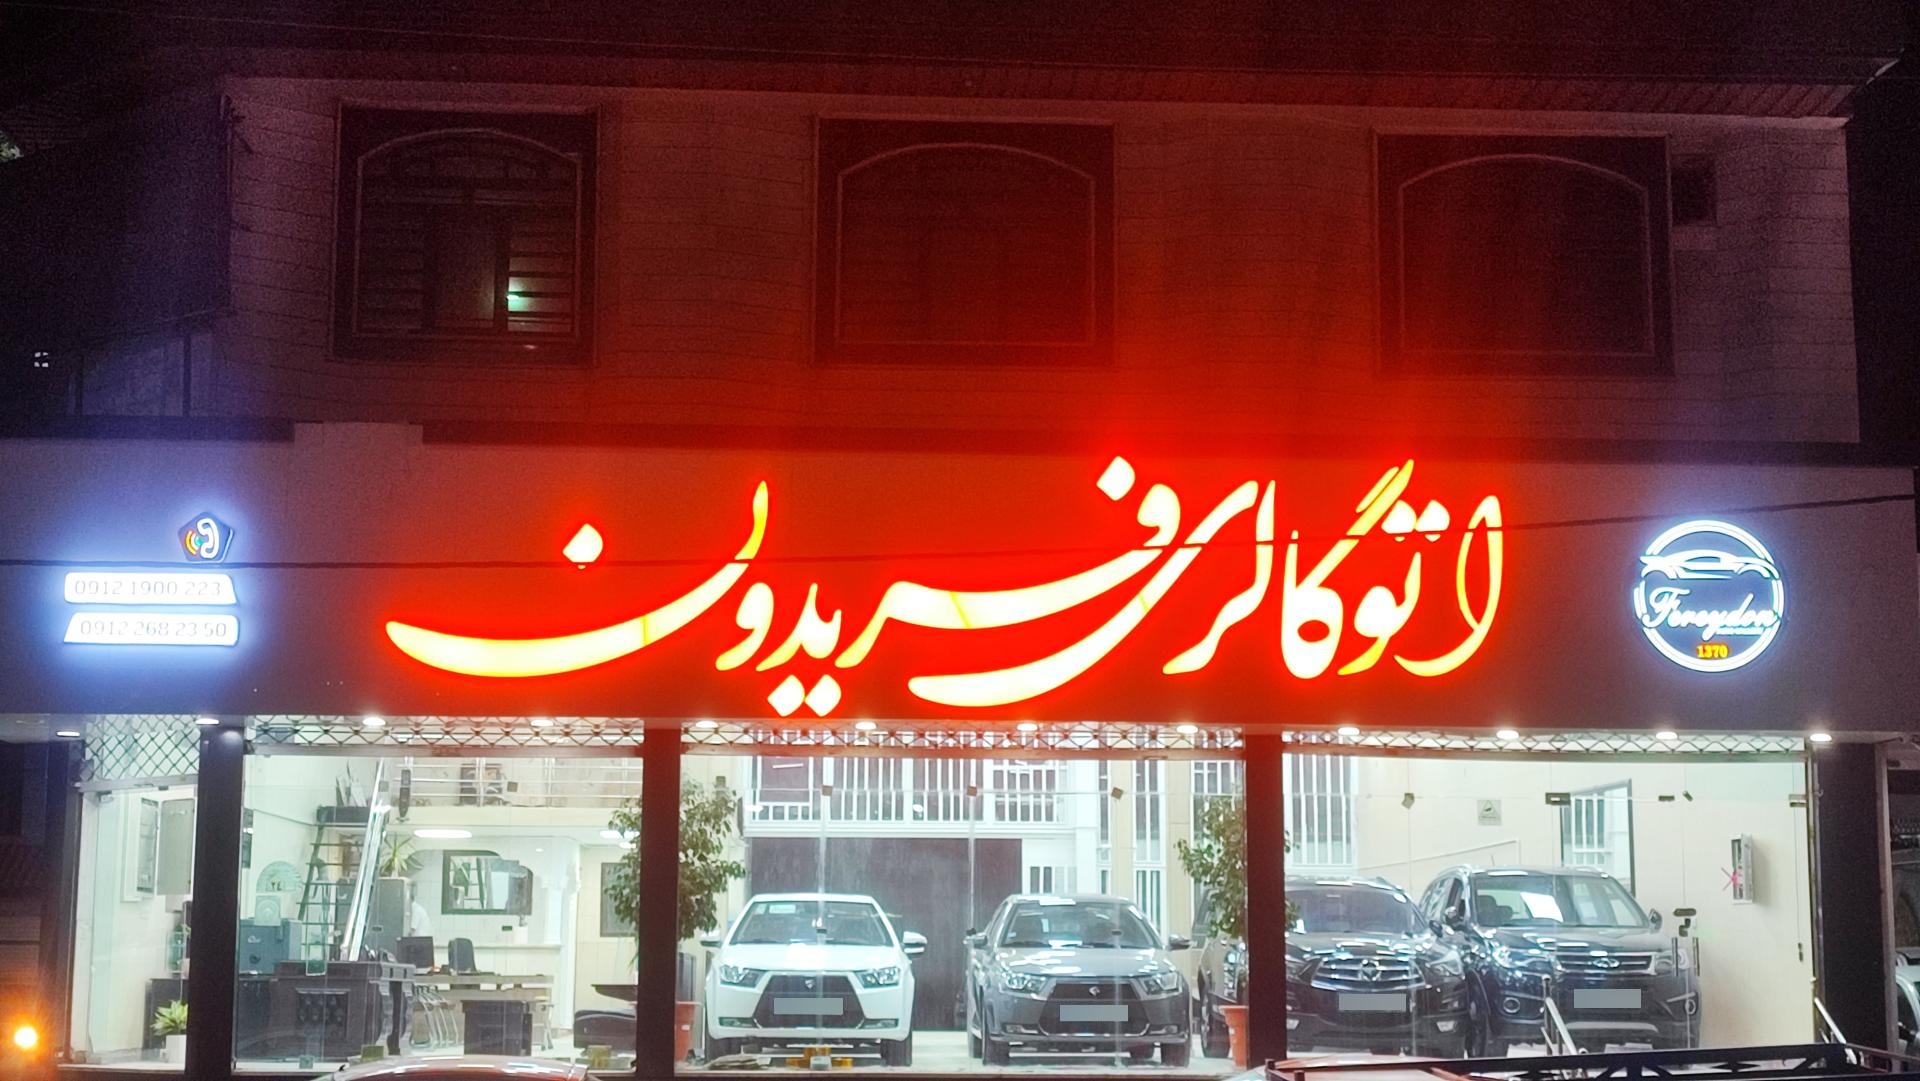 اتوگالری فریدون
0912 1900 223
0912 268 23 50
Fereydon
1370